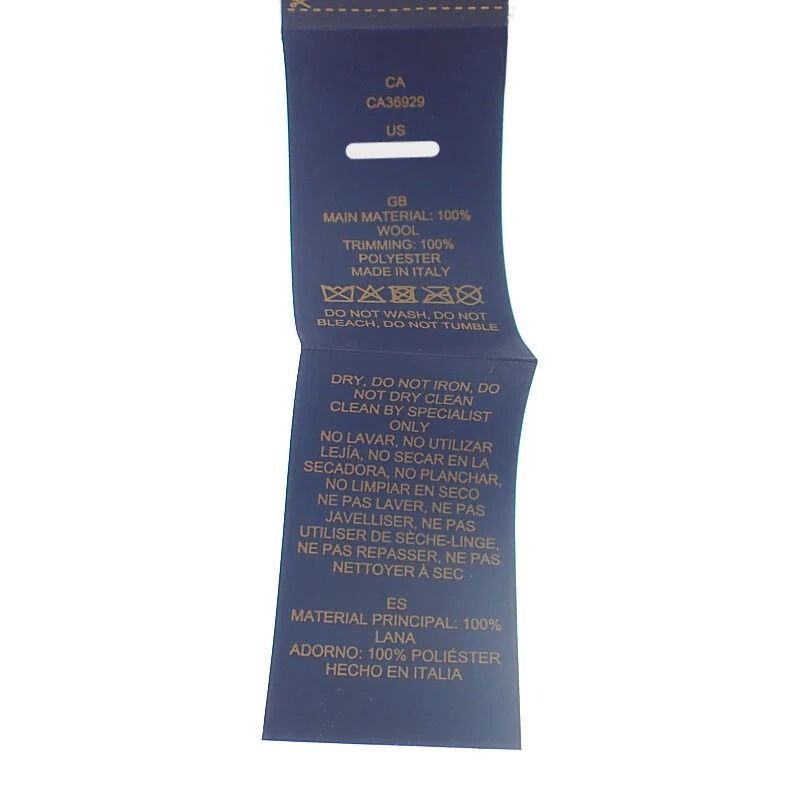 CA
CA36929
US
GB
MAIN MATERIAL: 100%
WOOL
TRIMMING: 100%
POLYESTER
MADE IN ITALY
DO NOT WASH, DO NOT
BLEACH, DO NOT TUMBLE
DRY, DO NOT IRON, DO
NOT DRY CLEAN
CLEAN BY SPECIALIST
ONLY
NO LAVAR, NO UTILIZAR
LEJÍA, NO SECAR EN LA
SECADORA, NO PLANCHAR,
NO LIMPIAR EN SECO
NE PAS LAVER, NE PAS
JAVELLISER, NE PAS
UTILISER DE SÈCHE-LINGE,
NE PAS REPASSER, NE PAS
NETTOYER À SEC
ES
MATERIAL PRINCIPAL: 100%
LANA
ADORNO: 100% POLIÉSTER
HECHO EN ITALIA